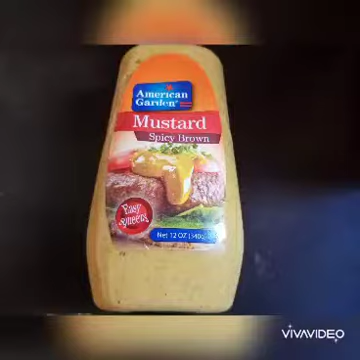 American
Garden
Mustard
Spicy Brown
Easy
squeeze
Net 12 OZ
VIVAVIDEO